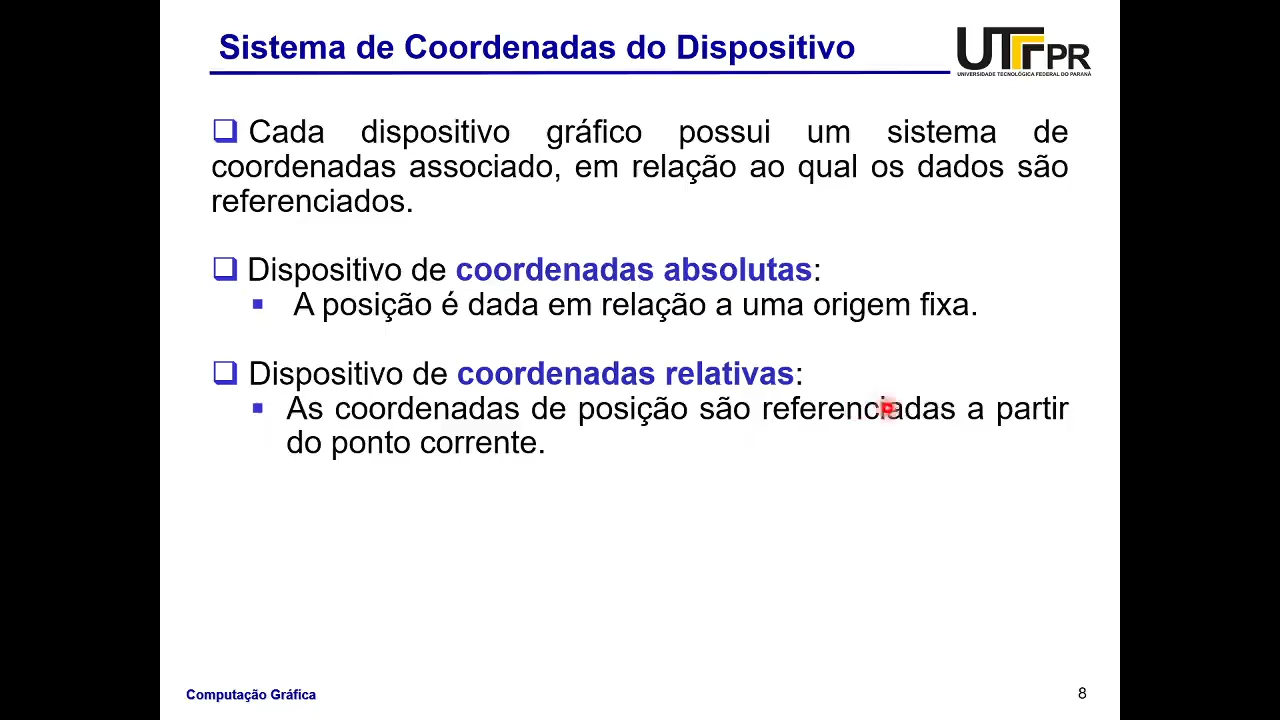 Sistema de Coordenadas do Dispositivo
UTFPR
UNIVERSIDADE TECNOLÓGICA FEDERAL DO PARANÁ
Cada dispositivo gráfico possui um sistema de
coordenadas associado, em relação ao qual os dados são
referenciados.
Dispositivo de coordenadas absolutas:
A posição é dada em relação a uma origem fixa.
Dispositivo de coordenadas relativas:
As coordenadas de posição são referenciadas a partir
do ponto corrente.
Computação Gráfica
8